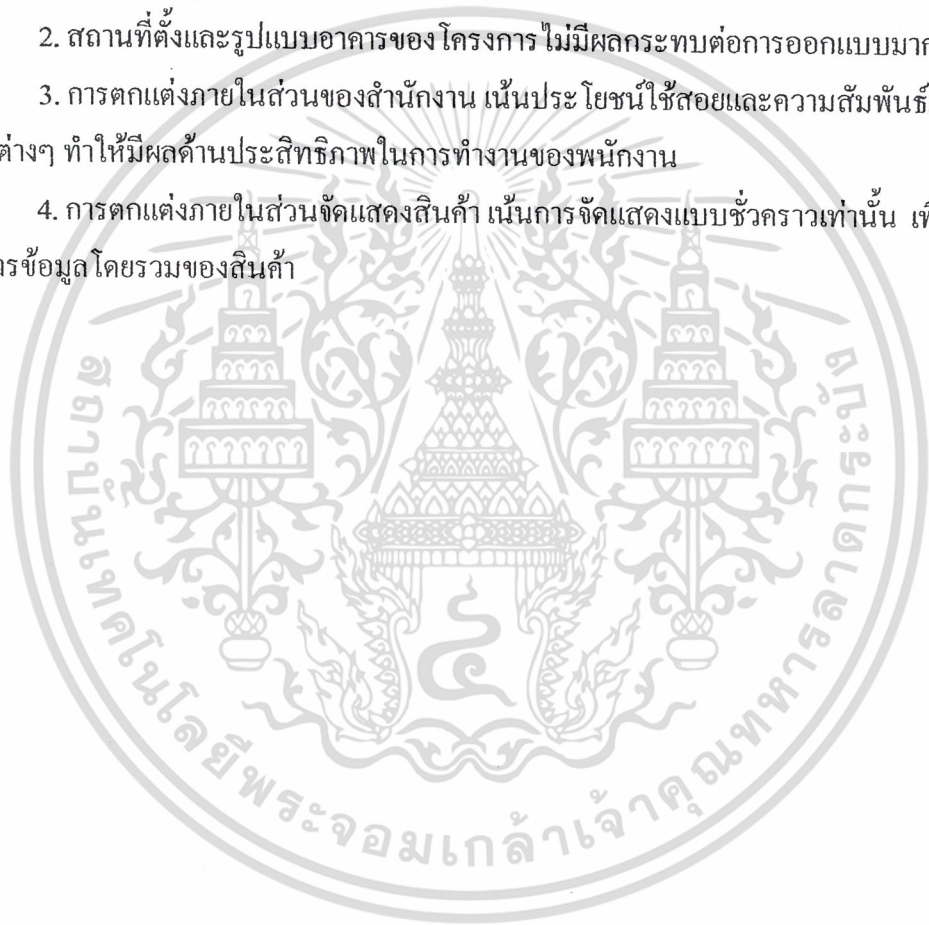 2. สถานที่ตั้งและรูปแบบอาคารของโครงการ ไม่มีผลกระทบต่อการออกแบบมาก
3. การตกแต่งภายในส่วนของสำนักงาน เน้นประโยชน์ใช้สอยและความสัมพันธ์
ต่างๆ ทำให้มีผลด้านประสิทธิภาพในการทำงานของพนักงาน
4. การตกแต่งภายในส่วนจัดแสดงสินค้า เน้นการจัดแสดงแบบชั่วคราวเท่านั้น
ข้อมูลโดยรวมของสินค้า
สถาบันเทคโนโลยีพระจอมเกล้าเจ้าคุณทหารลาดกระบัง